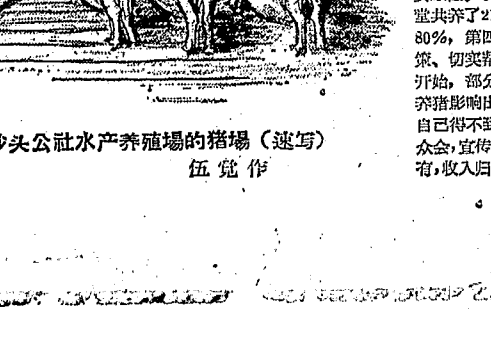 沙头公社水产养殖場的猪場（速写）
伍觉作
堂共养了2
80%，第四
策、切实帮
开始，部分
养猪影响出
自己得不到
众会，宣传
有，收入归